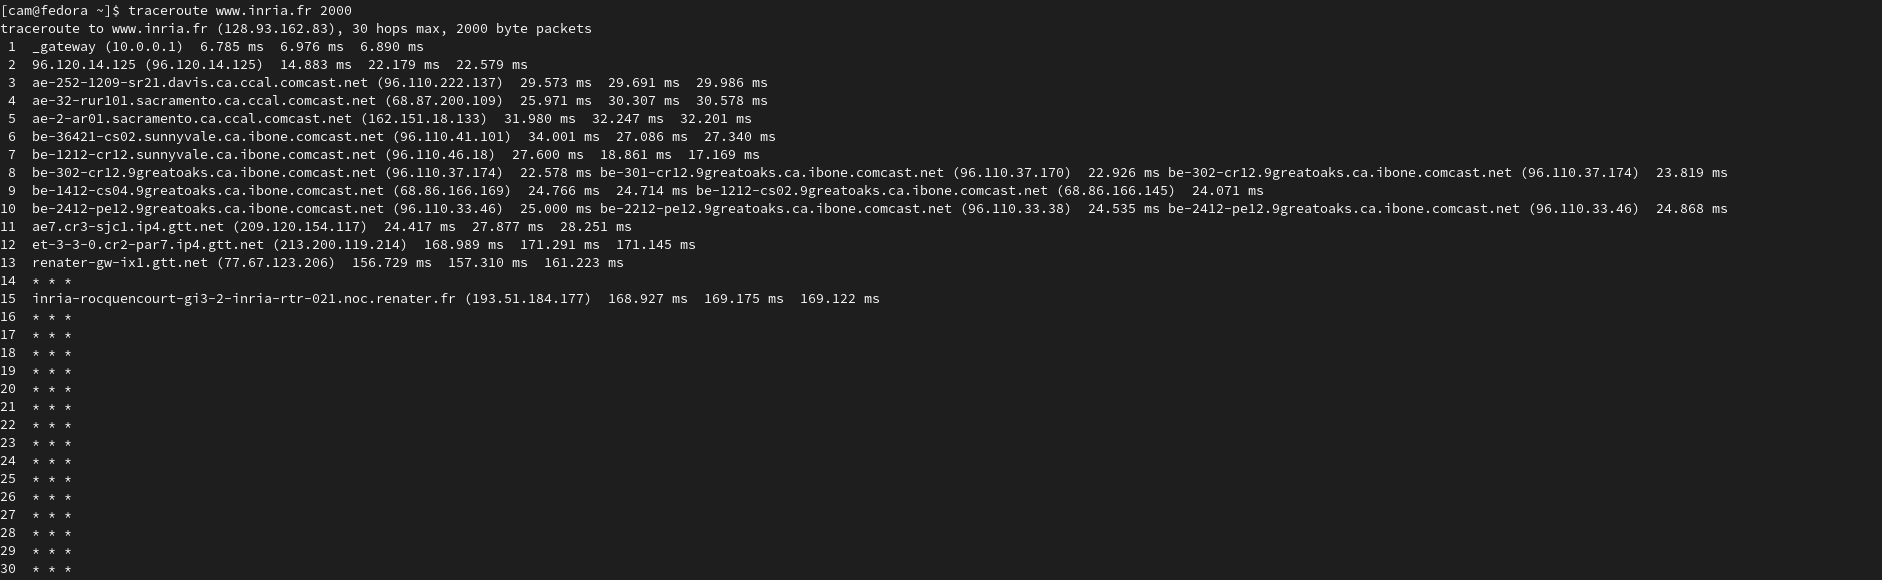 [cam@fedora ~]$ traceroute www.inria.fr 2000
traceroute to www.inria.fr (128.93.162.83), 30 hops max, 2000 byte packets
 1  _gateway (10.0.0.1)  6.785 ms  6.976 ms  6.890 ms
 2  96.120.14.125 (96.120.14.125)  14.883 ms  22.179 ms  22.579 ms
 3  ae-252-1209-sr21.davis.ca.ccal.comcast.net (96.110.222.137)  29.573 ms  29.691 ms  29.986 ms
 4  ae-32-rur101.sacramento.ca.ccal.comcast.net (68.87.200.109)  25.971 ms  30.307 ms  30.578 ms
 5  ae-2-ar01.sacramento.ca.ccal.comcast.net (162.151.18.133)  31.980 ms  32.247 ms  32.201 ms
 6  be-36421-cs02.sunnyvale.ca.ibone.comcast.net (96.110.41.101)  34.001 ms  27.086 ms  27.340 ms
 7  be-1212-cr12.sunnyvale.ca.ibone.comcast.net (96.110.46.18)  27.600 ms  18.861 ms  17.169 ms
 8  be-302-cr12.9greatoaks.ca.ibone.comcast.net (96.110.37.174)  22.578 ms be-301-cr12.9greatoaks.ca.ibone.comcast.net (96.110.37.170)  22.926 ms be-302-cr12.9greatoaks.ca.ibone.comcast.net (96.110.37.174)  23.819 ms
 9  be-1412-cs04.9greatoaks.ca.ibone.comcast.net (68.86.166.169)  24.766 ms  24.714 ms be-1212-cs02.9greatoaks.ca.ibone.comcast.net (68.86.166.145)  24.071 ms
10  be-2412-pe12.9greatoaks.ca.ibone.comcast.net (96.110.33.46)  25.000 ms be-2212-pe12.9greatoaks.ca.ibone.comcast.net (96.110.33.38)  24.535 ms be-2412-pe12.9greatoaks.ca.ibone.comcast.net (96.110.33.46)  24.868 ms
11  ae7.cr3-sjc1.ip4.gtt.net (209.120.154.117)  24.417 ms  27.877 ms  28.251 ms
12  et-3-3-0.cr2-par7.ip4.gtt.net (213.200.119.214)  168.989 ms  171.291 ms  171.145 ms
13  renater-gw-ix1.gtt.net (77.67.123.206)  156.729 ms  157.310 ms  161.223 ms
14  * * *
15  inria-rocquencourt-gi3-2-inria-rtr-021.noc.renater.fr (193.51.184.177)  168.927 ms  169.175 ms  169.122 ms
16  * * *
17  * * *
18  * * *
19  * * *
20  * * *
21  * * *
22  * * *
23  * * *
24  * * *
25  * * *
26  * * *
27  * * *
28  * * *
29  * * *
30  * * *